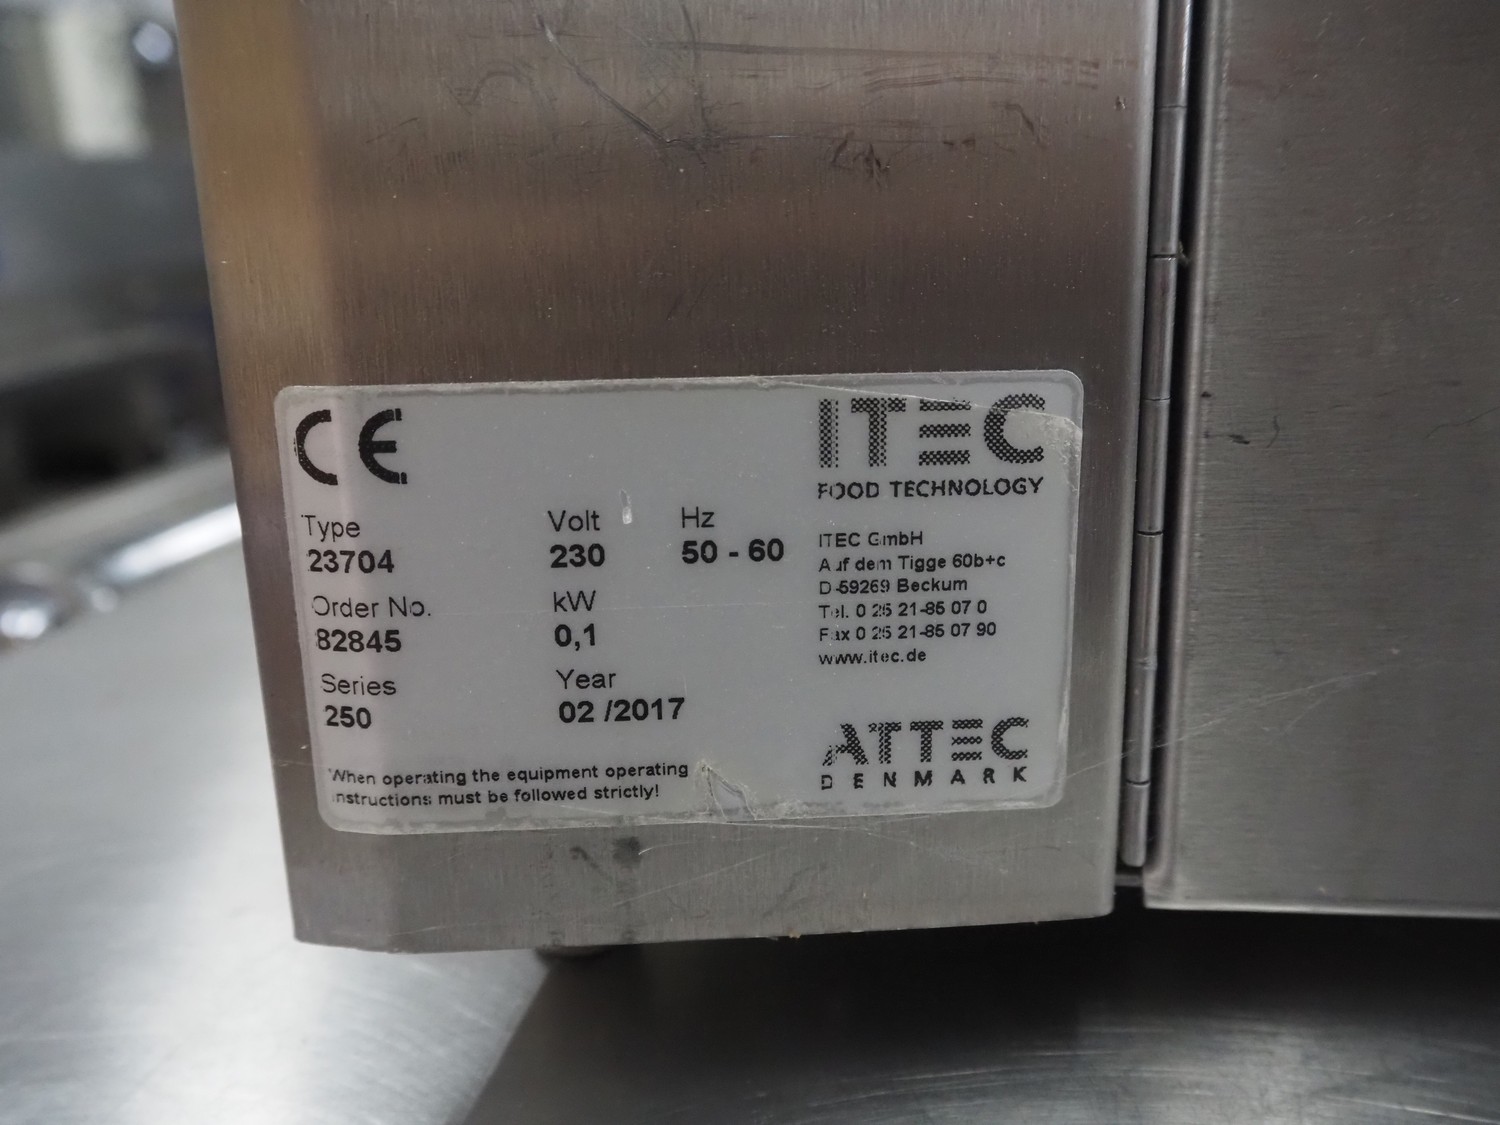 CE
ITEC
FOOD TECHNOLOGY
Type
23704
Volt
230
Hz
50 - 60
Order No.
82845
kW
0,1
Series
250
Year
02 /2017
ITEC GmbH
Auf dem Tigge 60b+c
D-59269 Beckum
Tel. 0 25 21-85 07 0
Fax 0 25 21-85 07 90
www.itec.de
When operating the equipment operating
instructions must be followed strictly!
ATTEC
DENMARK